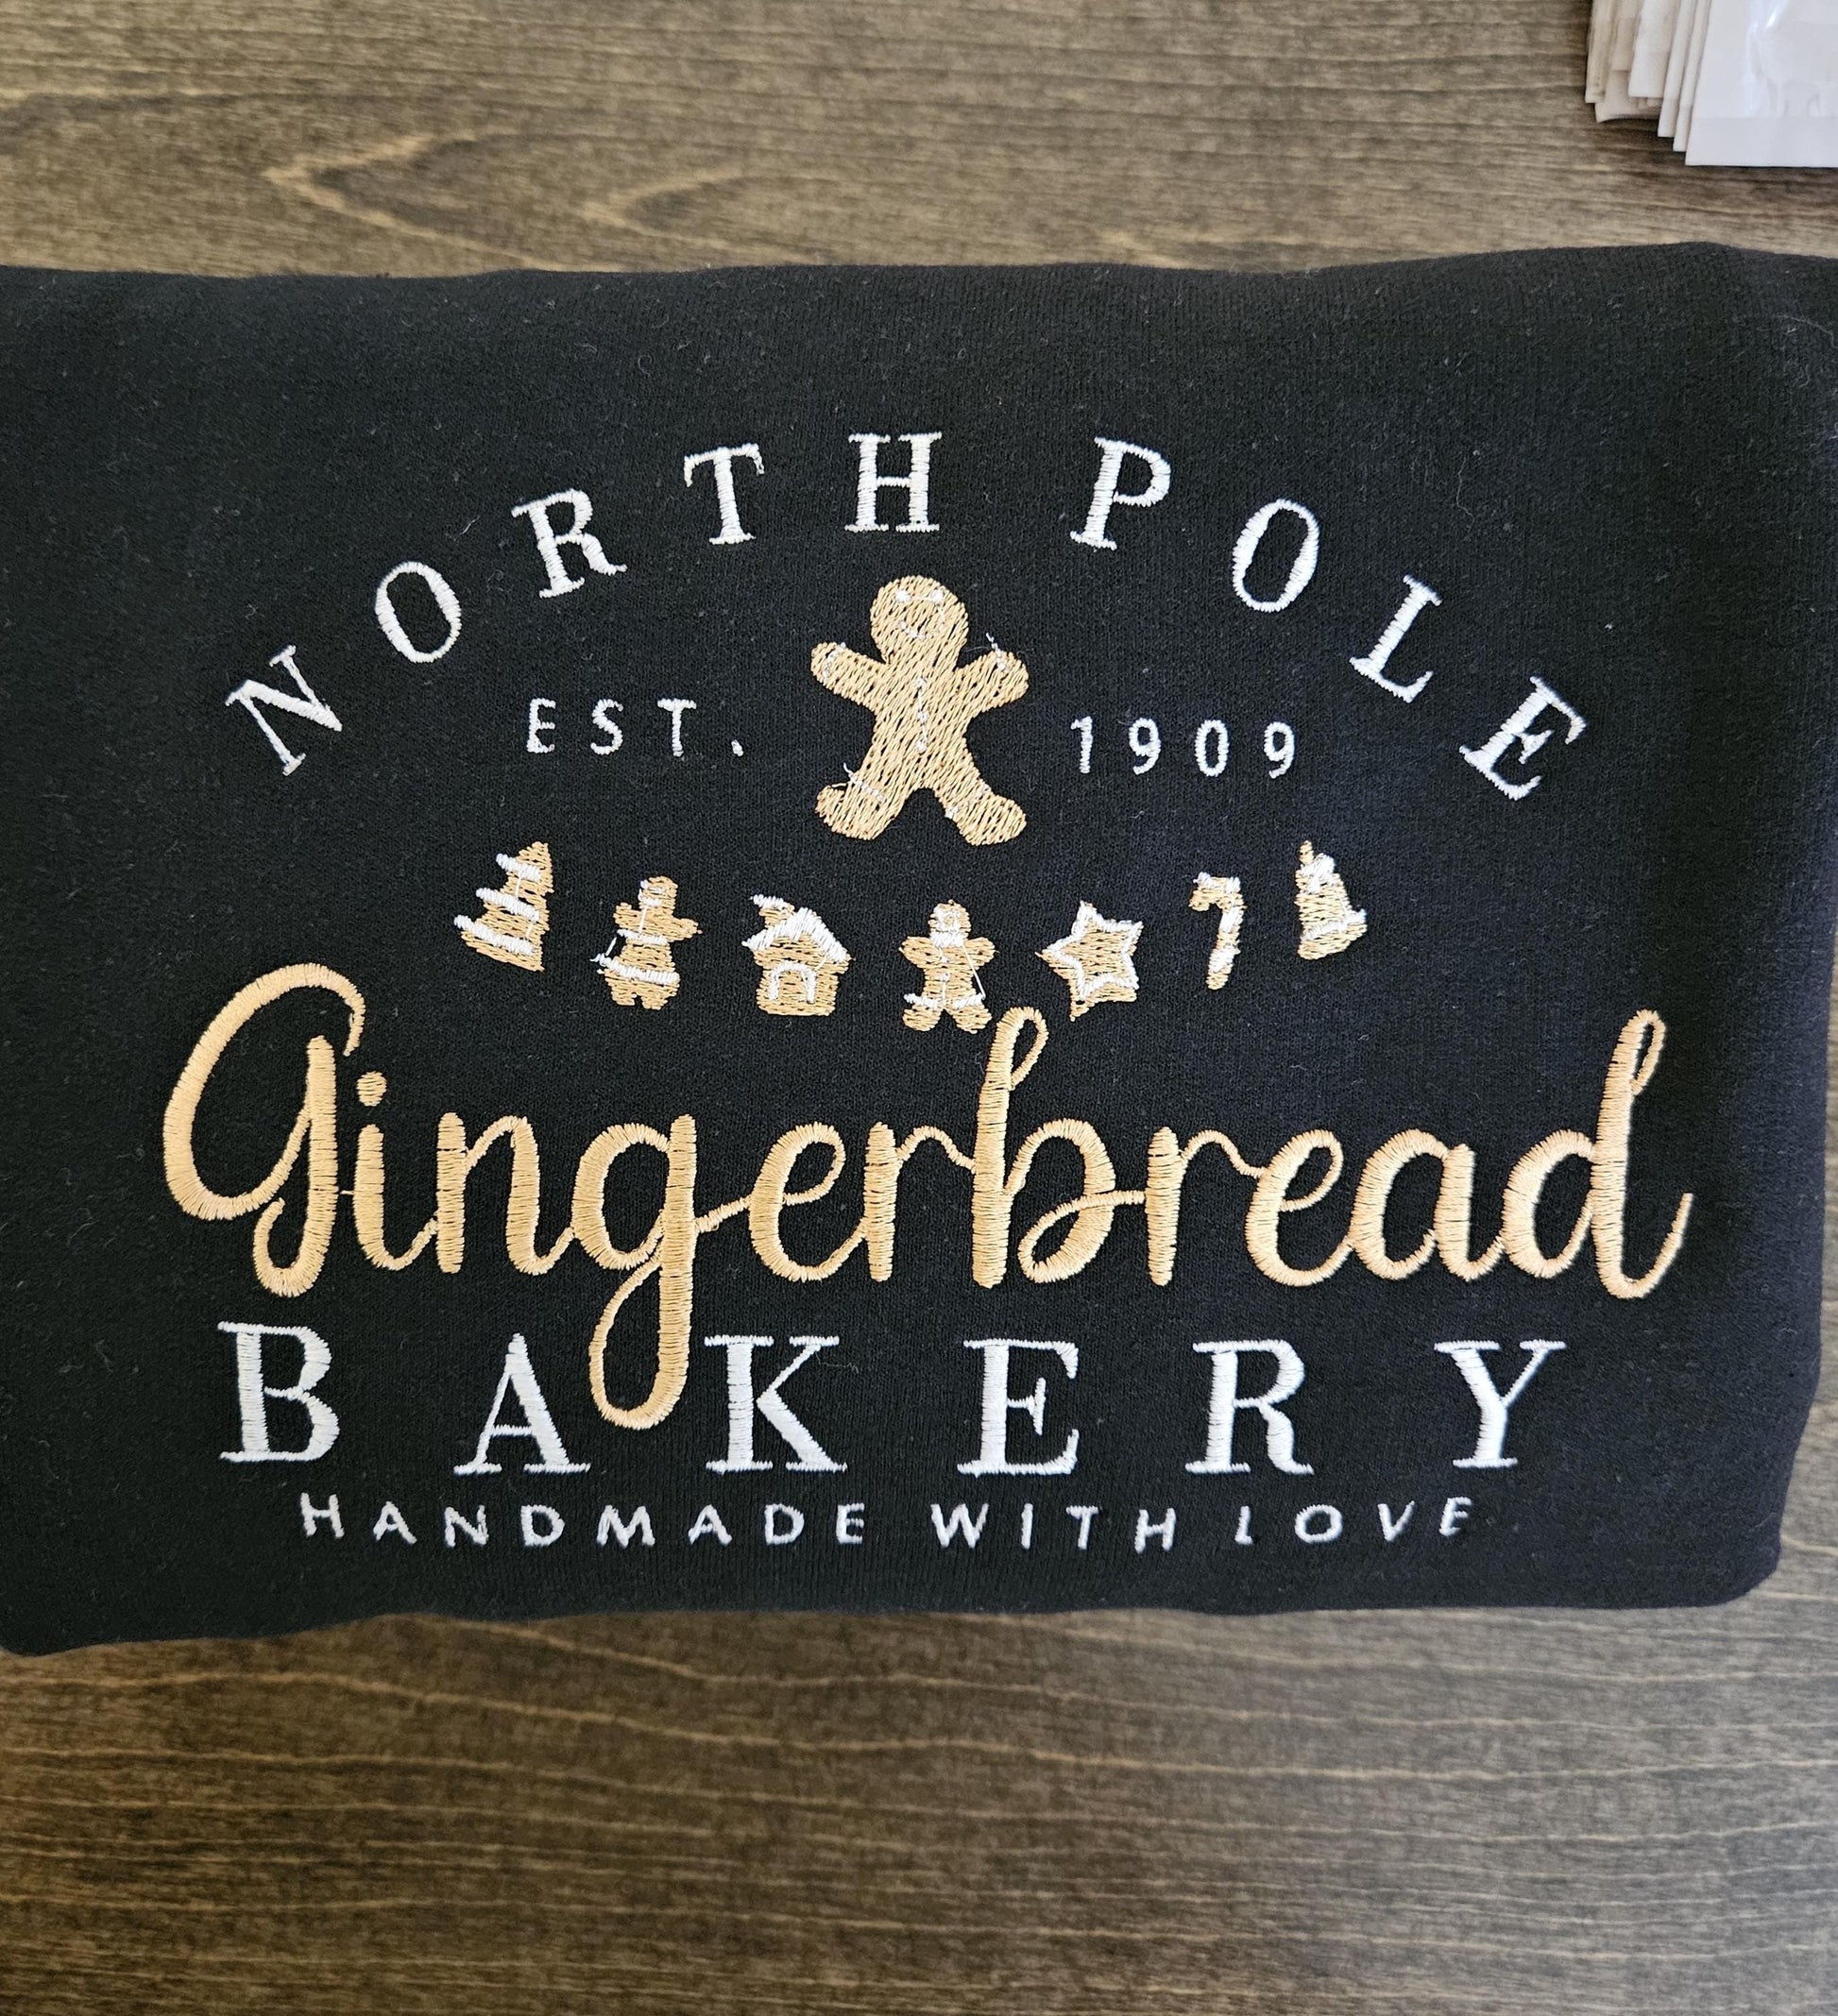 NORTH POLE
EST. 1909
Gingerbread
BAKERY
HANDMADE WITH LOVE